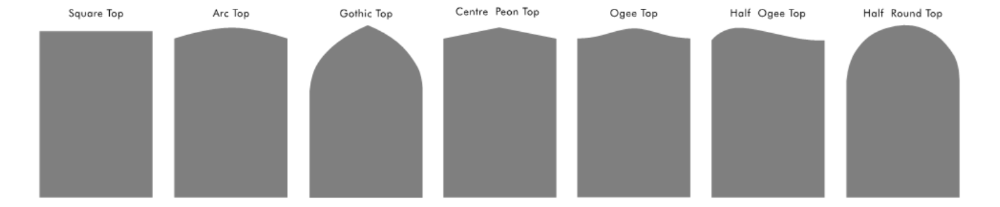 Square Top
Arc Top
Gothic Top
Centre Peon Top
Ogee Top
Half Ogee Top
Half Round Top